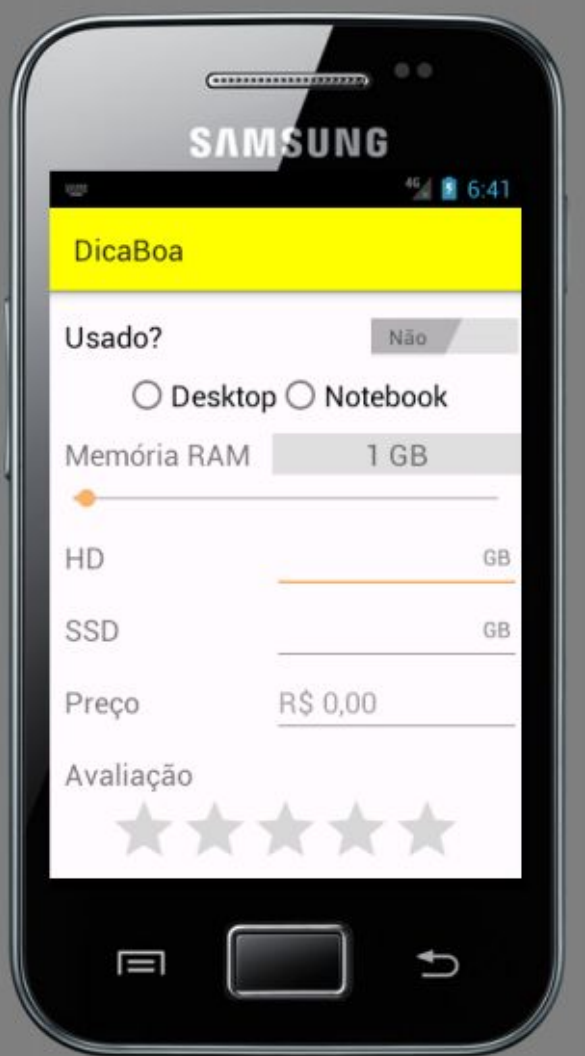 SAMSUNG
4G 6:41
DicaBoa
Usado? Não
Desktop Notebook
Memória RAM 1 GB
HD GB
SSD GB
Preço R$ 0,00
Avaliação